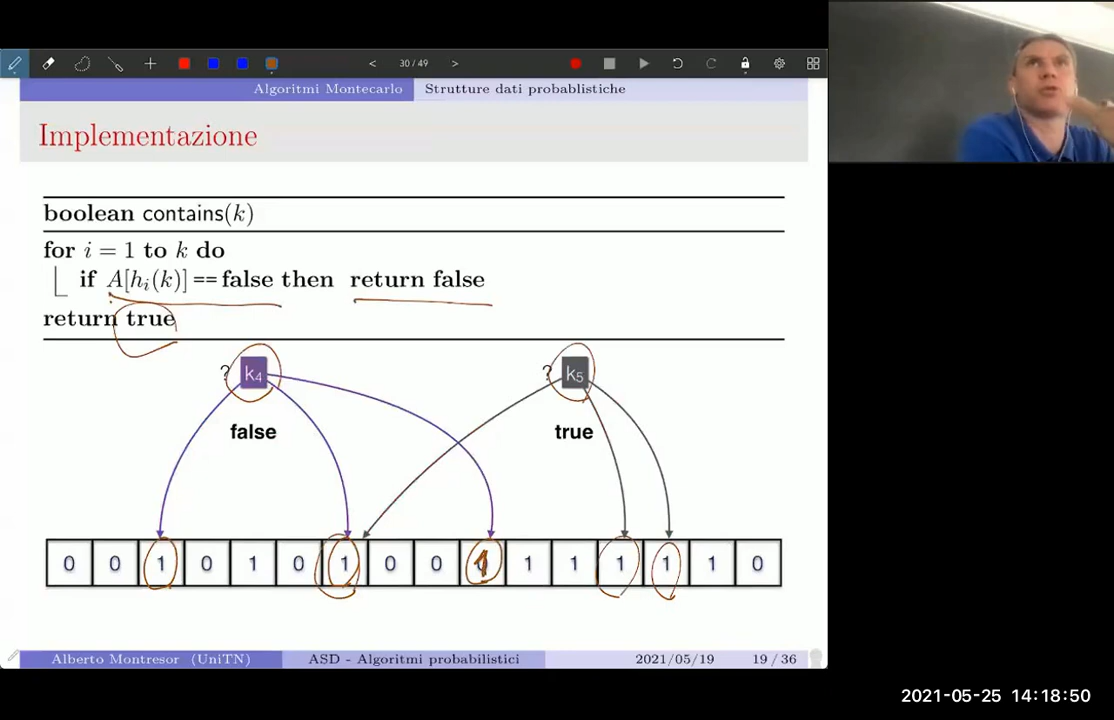 30 / 49
Algoritmi Montecarlo Strutture dati probablistiche
Implementazione
boolean contains(k)
for i = 1 to k do
if A[hᵢ(k)] == false then return false
return true
? k₄ ? k₅
false true
0 0 1 0 1 0 1 0 0 1 1 1 1 1 1 0
Alberto Montresor (UniTN) ASD - Algoritmi probabilistici 2021/05/19 19 / 36
2021-05-25 14:18:50